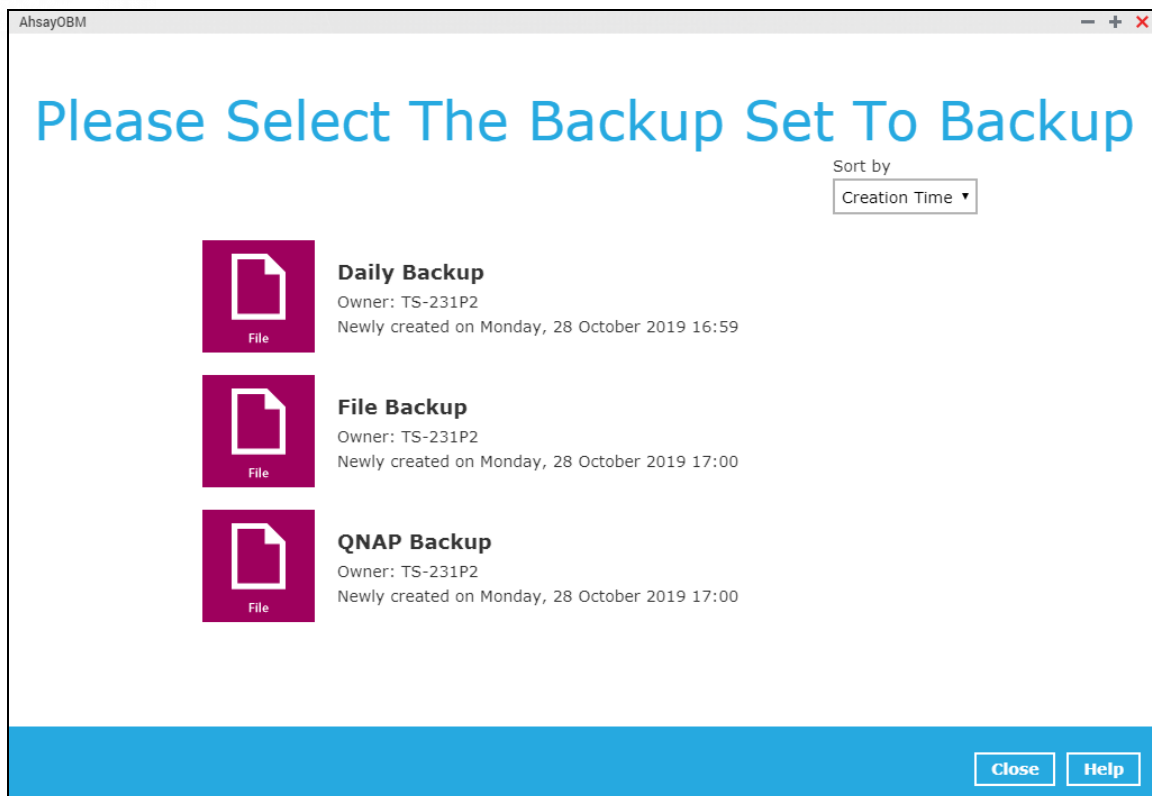 AhsayOBM
Please Select The Backup Set To Backup
Sort by
Creation Time
Daily Backup
Owner: TS-231P2
Newly created on Monday, 28 October 2019 16:59
File
File Backup
Owner: TS-231P2
Newly created on Monday, 28 October 2019 17:00
File
QNAP Backup
Owner: TS-231P2
Newly created on Monday, 28 October 2019 17:00
File
Close
Help